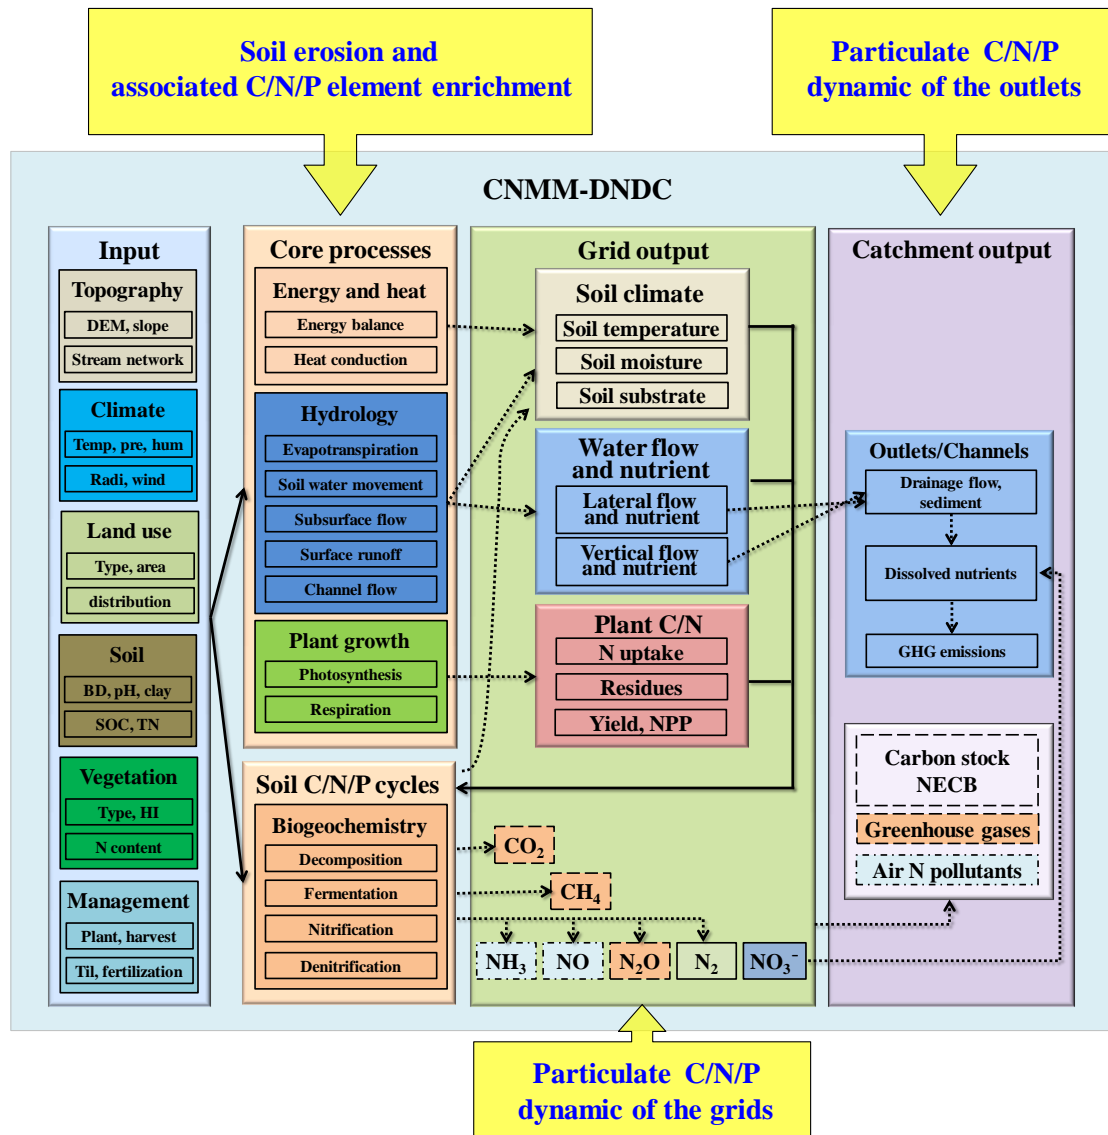 Soil erosion and
associated C/N/P element enrichment
Particulate C/N/P
dynamic of the outlets
CNMM-DNDC
Input
Topography
DEM, slope
Stream network
Climate
Temp, pre, hum
Radi, wind
Land use
Type, area
distribution
Soil
BD, pH, clay
SOC, TN
Vegetation
Type, HI
N content
Management
Plant, harvest
Til, fertilization
Core processes
Energy and heat
Energy balance
Heat conduction
Hydrology
Evapotranspiration
Soil water movement
Subsurface flow
Surface runoff
Channel flow
Plant growth
Photosynthesis
Respiration
Soil C/N/P cycles
Biogeochemistry
Decomposition
Fermentation
Nitrification
Denitrification
Grid output
Soil climate
Soil temperature
Soil moisture
Soil substrate
Water flow
and nutrient
Lateral flow
and nutrient
Vertical flow
and nutrient
Plant C/N
N uptake
Residues
Yield, NPP
CO₂
CH₄
NH₃ NO N₂O N₂ NO₃⁻
Catchment output
Outlets/Channels
Drainage flow,
sediment
Dissolved nutrients
GHG emissions
Carbon stock
NECB
Greenhouse gases
Air N pollutants
Particulate C/N/P
dynamic of the grids